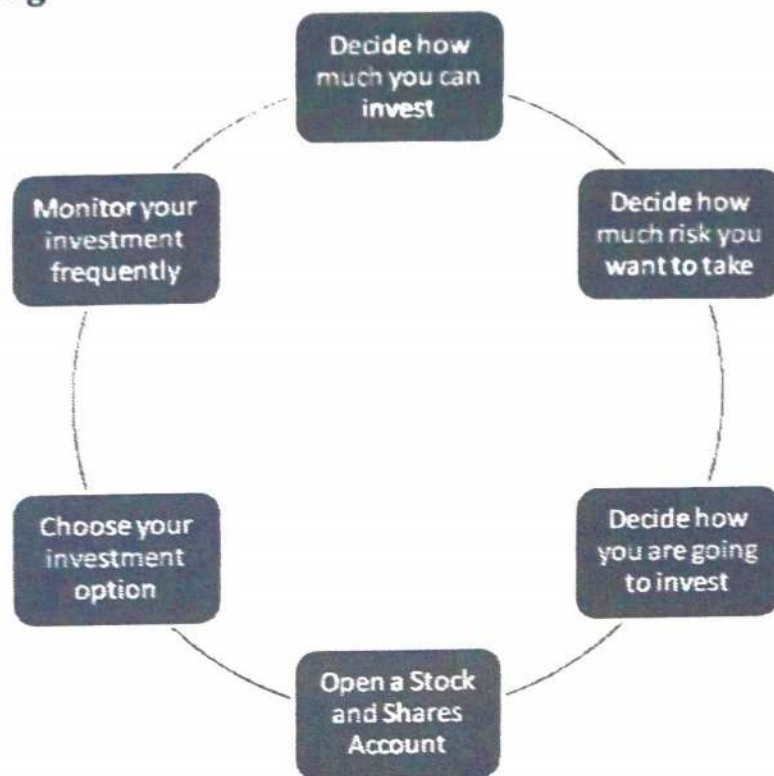 Decide how
much you can
invest
Decide how
much risk you
want to take
Decide how
you are going
to invest
Open a Stock
and Shares
Account
Choose your
investment
option
Monitor your
investment
frequently